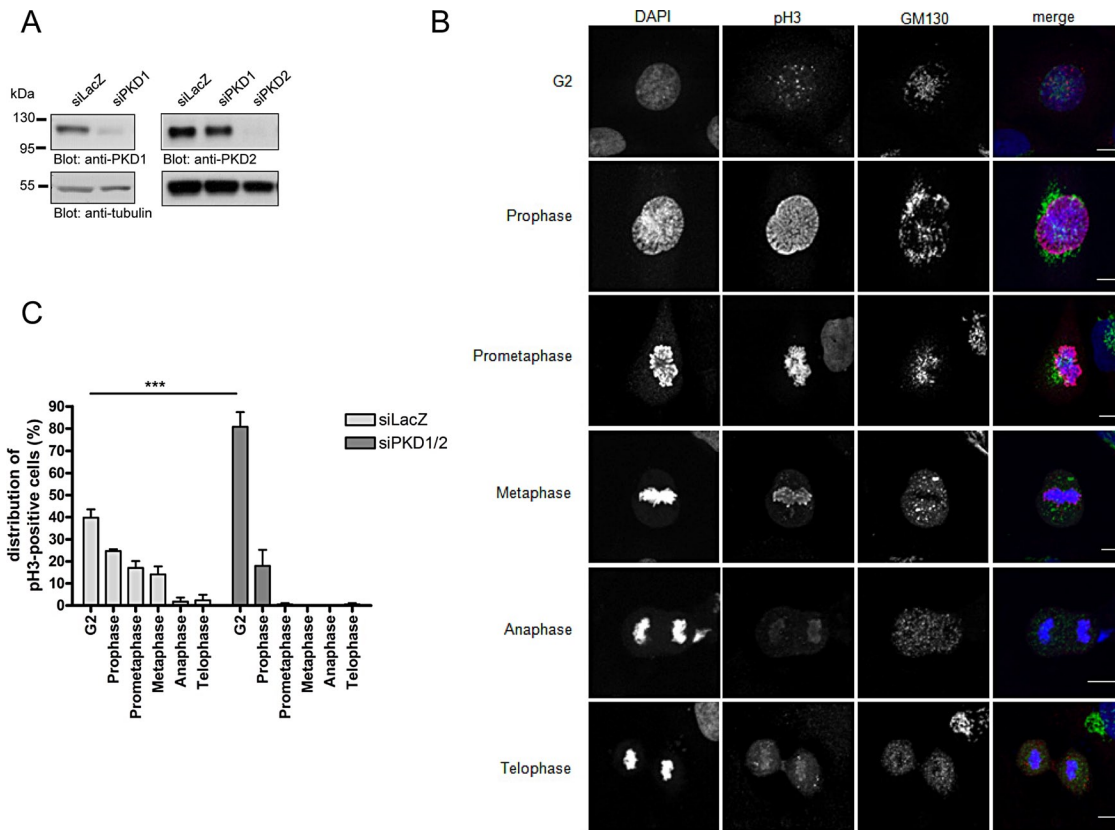 A
siLacZ siPKD1 siLacZ siPKD1 siPKD2
kDa
130
95
Blot: anti-PKD1 Blot: anti-PKD2
55
Blot: anti-tubulin
B
DAPI pH3 GM130 merge
G2
Prophase
Prometaphase
Metaphase
Anaphase
Telophase
C
***
siLacZ
siPKD1/2
distribution of
pH3-positive cells (%)
90
80
70
60
50
40
30
20
10
0
G2 Prophase Prometaphase Metaphase Anaphase Telophase G2 Prophase Prometaphase Metaphase Anaphase Telophase